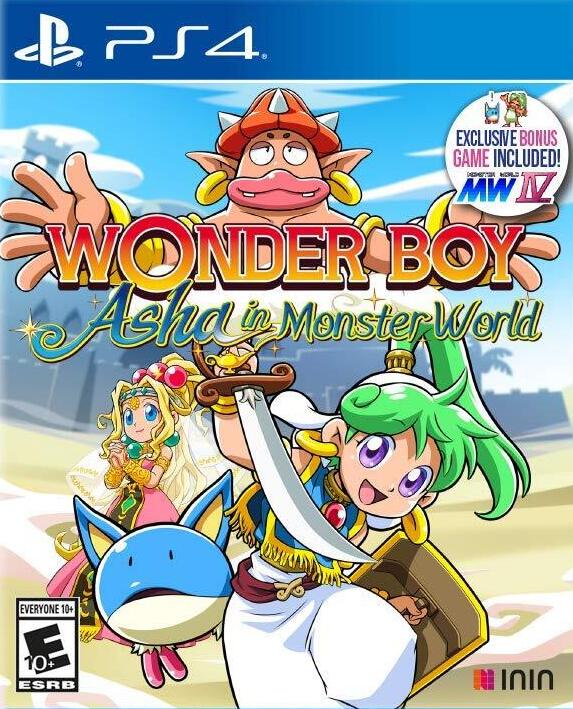 PS4
EXCLUSIVE BONUS
GAME INCLUDED!
MONSTER WORLD
MW IV
WONDER BOY
Asha in Monster World
EVERYONE 10+
E
10+
ESRB
ININ